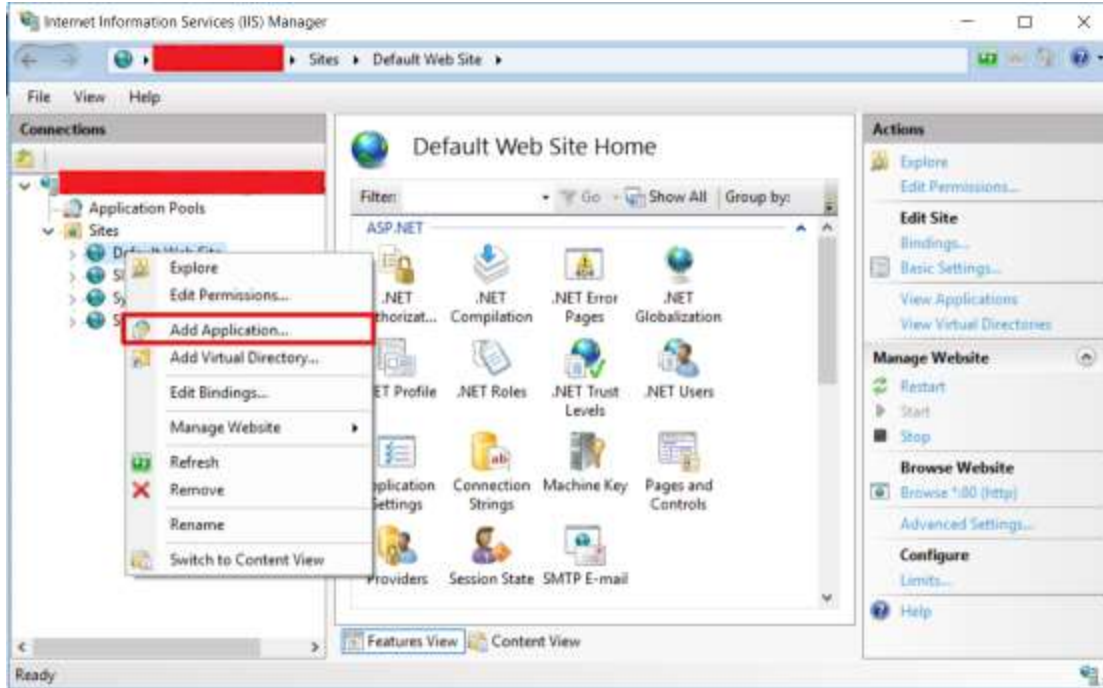 Internet Information Services (IIS) Manager
Sites
Default Web Site
File View Help
Connections
Application Pools
Sites
Default Web Site
Explore
Edit Permissions...
Add Application...
Add Virtual Directory...
Edit Bindings...
Manage Website
Refresh
Remove
Rename
Switch to Content View
Default Web Site Home
Filter:
Go
Show All
Group by:
ASP.NET
.NET
.NET
Compilation
.NET Error
Pages
.NET
Globalization
.NET Roles
.NET Trust
Levels
.NET Users
Connection
Strings
Machine Key
Pages and
Controls
Providers
Session State
SMTP E-mail
Features View
Content View
Actions
Explore
Edit Permissions...
Edit Site
Bindings...
Basic Settings...
View Applications
View Virtual Directories
Manage Website
Restart
Start
Stop
Browse Website
Browse *:80 (http)
Advanced Settings...
Configure
Limits...
Help
Ready